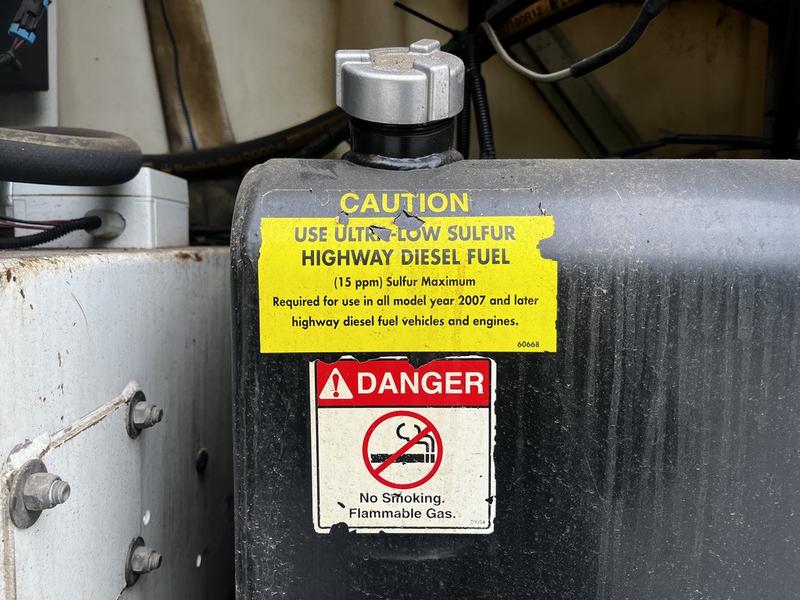 CAUTION
USE ULTRA-LOW SULFUR
HIGHWAY DIESEL FUEL
(15 ppm) Sulfur Maximum
Required for use in all model year 2007 and later
highway diesel fuel vehicles and engines.
60668
DANGER
No Smoking.
Flammable Gas.